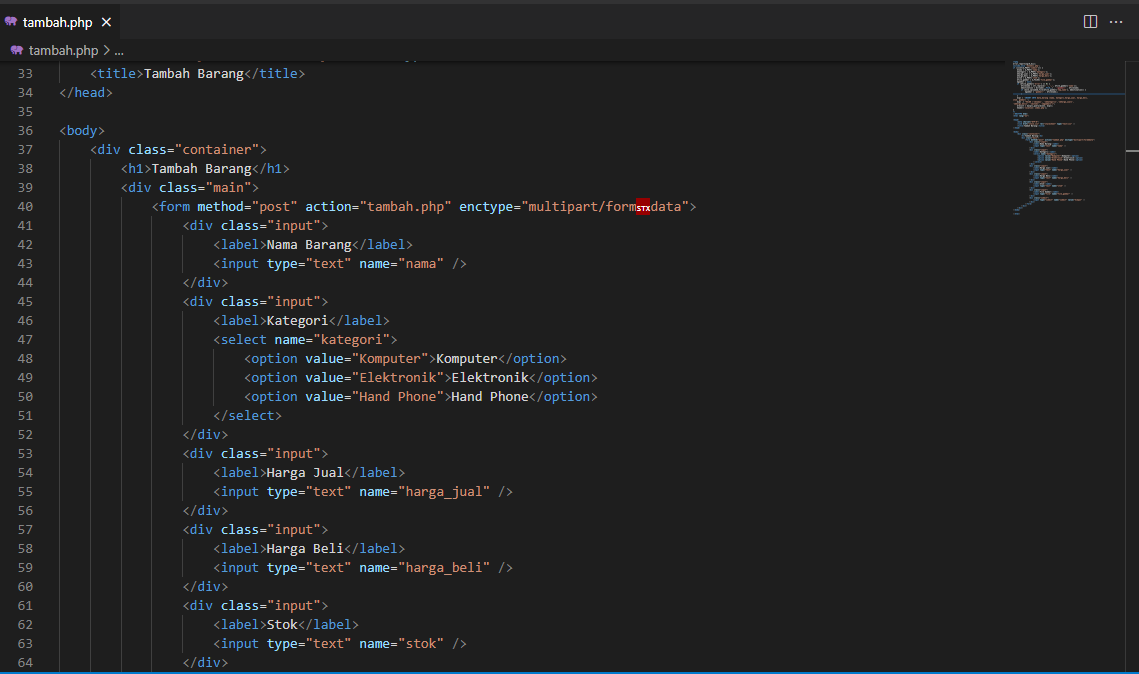 tambah.php
tambah.php > ...
33 <title>Tambah Barang</title>
34 </head>
35
36 <body>
37 <div class="container">
38 <h1>Tambah Barang</h1>
39 <div class="main">
40 <form method="post" action="tambah.php" enctype="multipart/formSTXdata">
41 <div class="input">
42 <label>Nama Barang</label>
43 <input type="text" name="nama" />
44 </div>
45 <div class="input">
46 <label>Kategori</label>
47 <select name="kategori">
48 <option value="Komputer">Komputer</option>
49 <option value="Elektronik">Elektronik</option>
50 <option value="Hand Phone">Hand Phone</option>
51 </select>
52 </div>
53 <div class="input">
54 <label>Harga Jual</label>
55 <input type="text" name="harga_jual" />
56 </div>
57 <div class="input">
58 <label>Harga Beli</label>
59 <input type="text" name="harga_beli" />
60 </div>
61 <div class="input">
62 <label>Stok</label>
63 <input type="text" name="stok" />
64 </div>